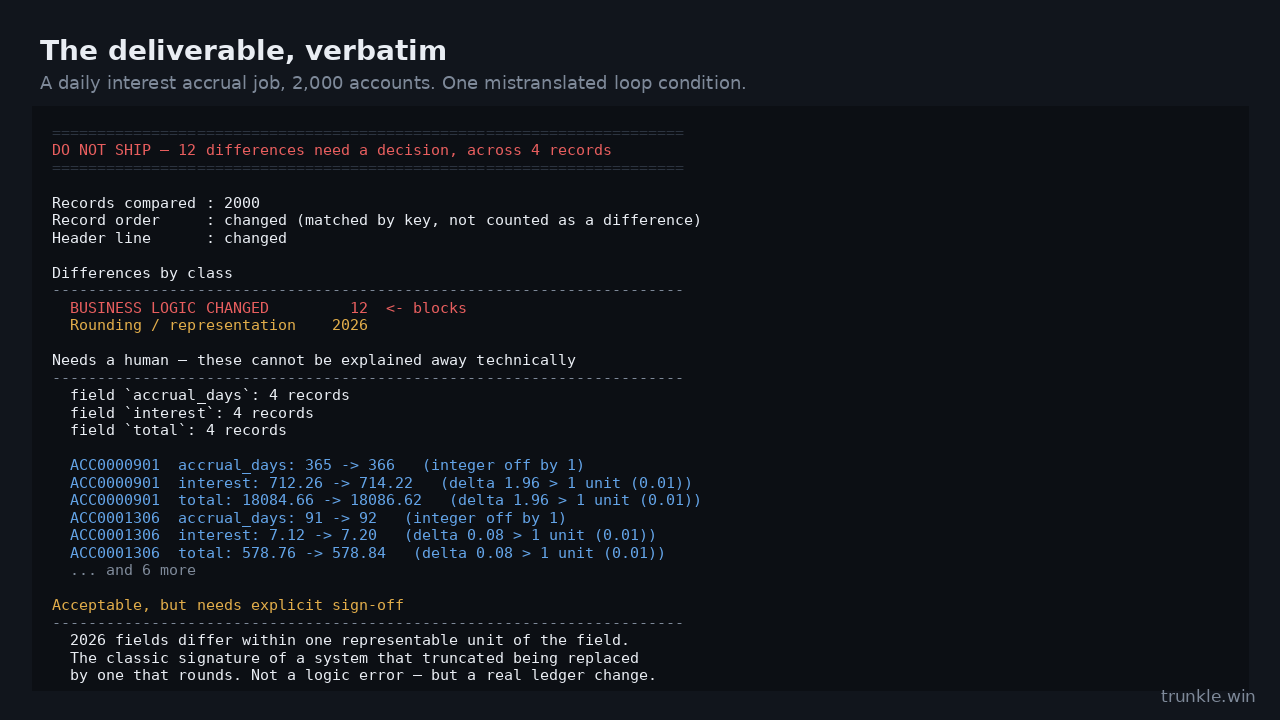 The deliverable, verbatim
A daily interest accrual job, 2,000 accounts. One mistranslated loop condition.
======================================================================
DO NOT SHIP — 12 differences need a decision, across 4 records
======================================================================
Records compared : 2000
Record order     : changed (matched by key, not counted as a difference)
Header line      : changed
Differences by class
----------------------------------------------------------------------
  BUSINESS LOGIC CHANGED         12  <- blocks
  Rounding / representation    2026
Needs a human — these cannot be explained away technically
----------------------------------------------------------------------
  field `accrual_days`: 4 records
  field `interest`: 4 records
  field `total`: 4 records
  ACC0000901  accrual_days: 365 -> 366   (integer off by 1)
  ACC0000901  interest: 712.26 -> 714.22   (delta 1.96 > 1 unit (0.01))
  ACC0000901  total: 18084.66 -> 18086.62   (delta 1.96 > 1 unit (0.01))
  ACC0001306  accrual_days: 91 -> 92   (integer off by 1)
  ACC0001306  interest: 7.12 -> 7.20   (delta 0.08 > 1 unit (0.01))
  ACC0001306  total: 578.76 -> 578.84   (delta 0.08 > 1 unit (0.01))
  ... and 6 more
Acceptable, but needs explicit sign-off
----------------------------------------------------------------------
  2026 fields differ within one representable unit of the field.
  The classic signature of a system that truncated being replaced
  by one that rounds. Not a logic error — but a real ledger change.
trunkle.win